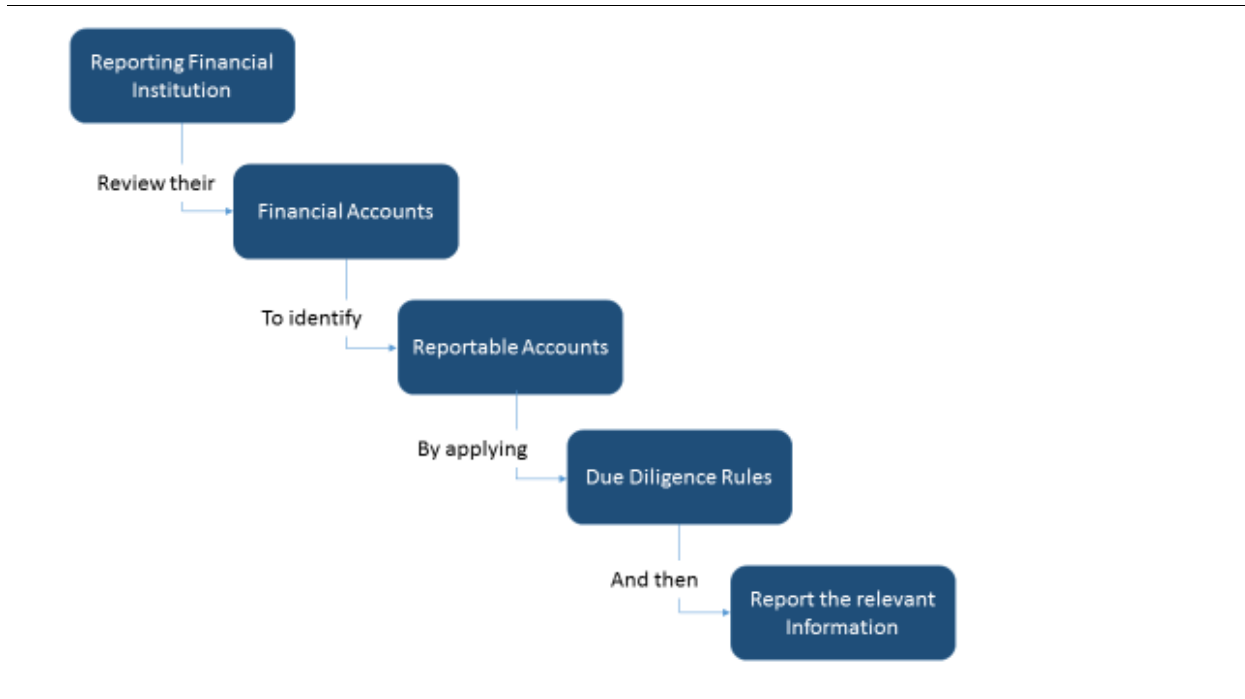 Reporting Financial
Institution
Review their
Financial Accounts
To identify
Reportable Accounts
By applying
Due Diligence Rules
And then
Report the relevant
Information